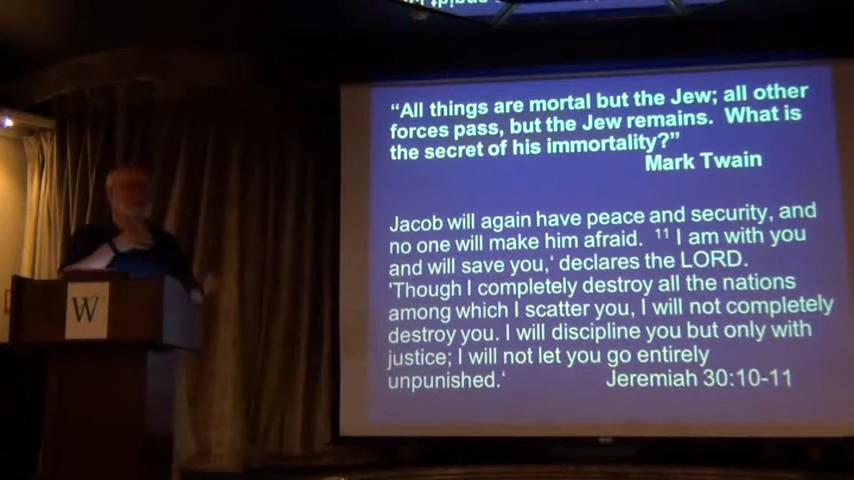 “All things are mortal but the Jew; all other
forces pass, but the Jew remains. What is
the secret of his immortality?”
Mark Twain
Jacob will again have peace and security, and
no one will make him afraid. ¹¹ I am with you
and will save you,‘ declares the LORD.
'Though I completely destroy all the nations
among which I scatter you, I will not completely
destroy you. I will discipline you but only with
justice; I will not let you go entirely
unpunished.‘ Jeremiah 30:10-11
W